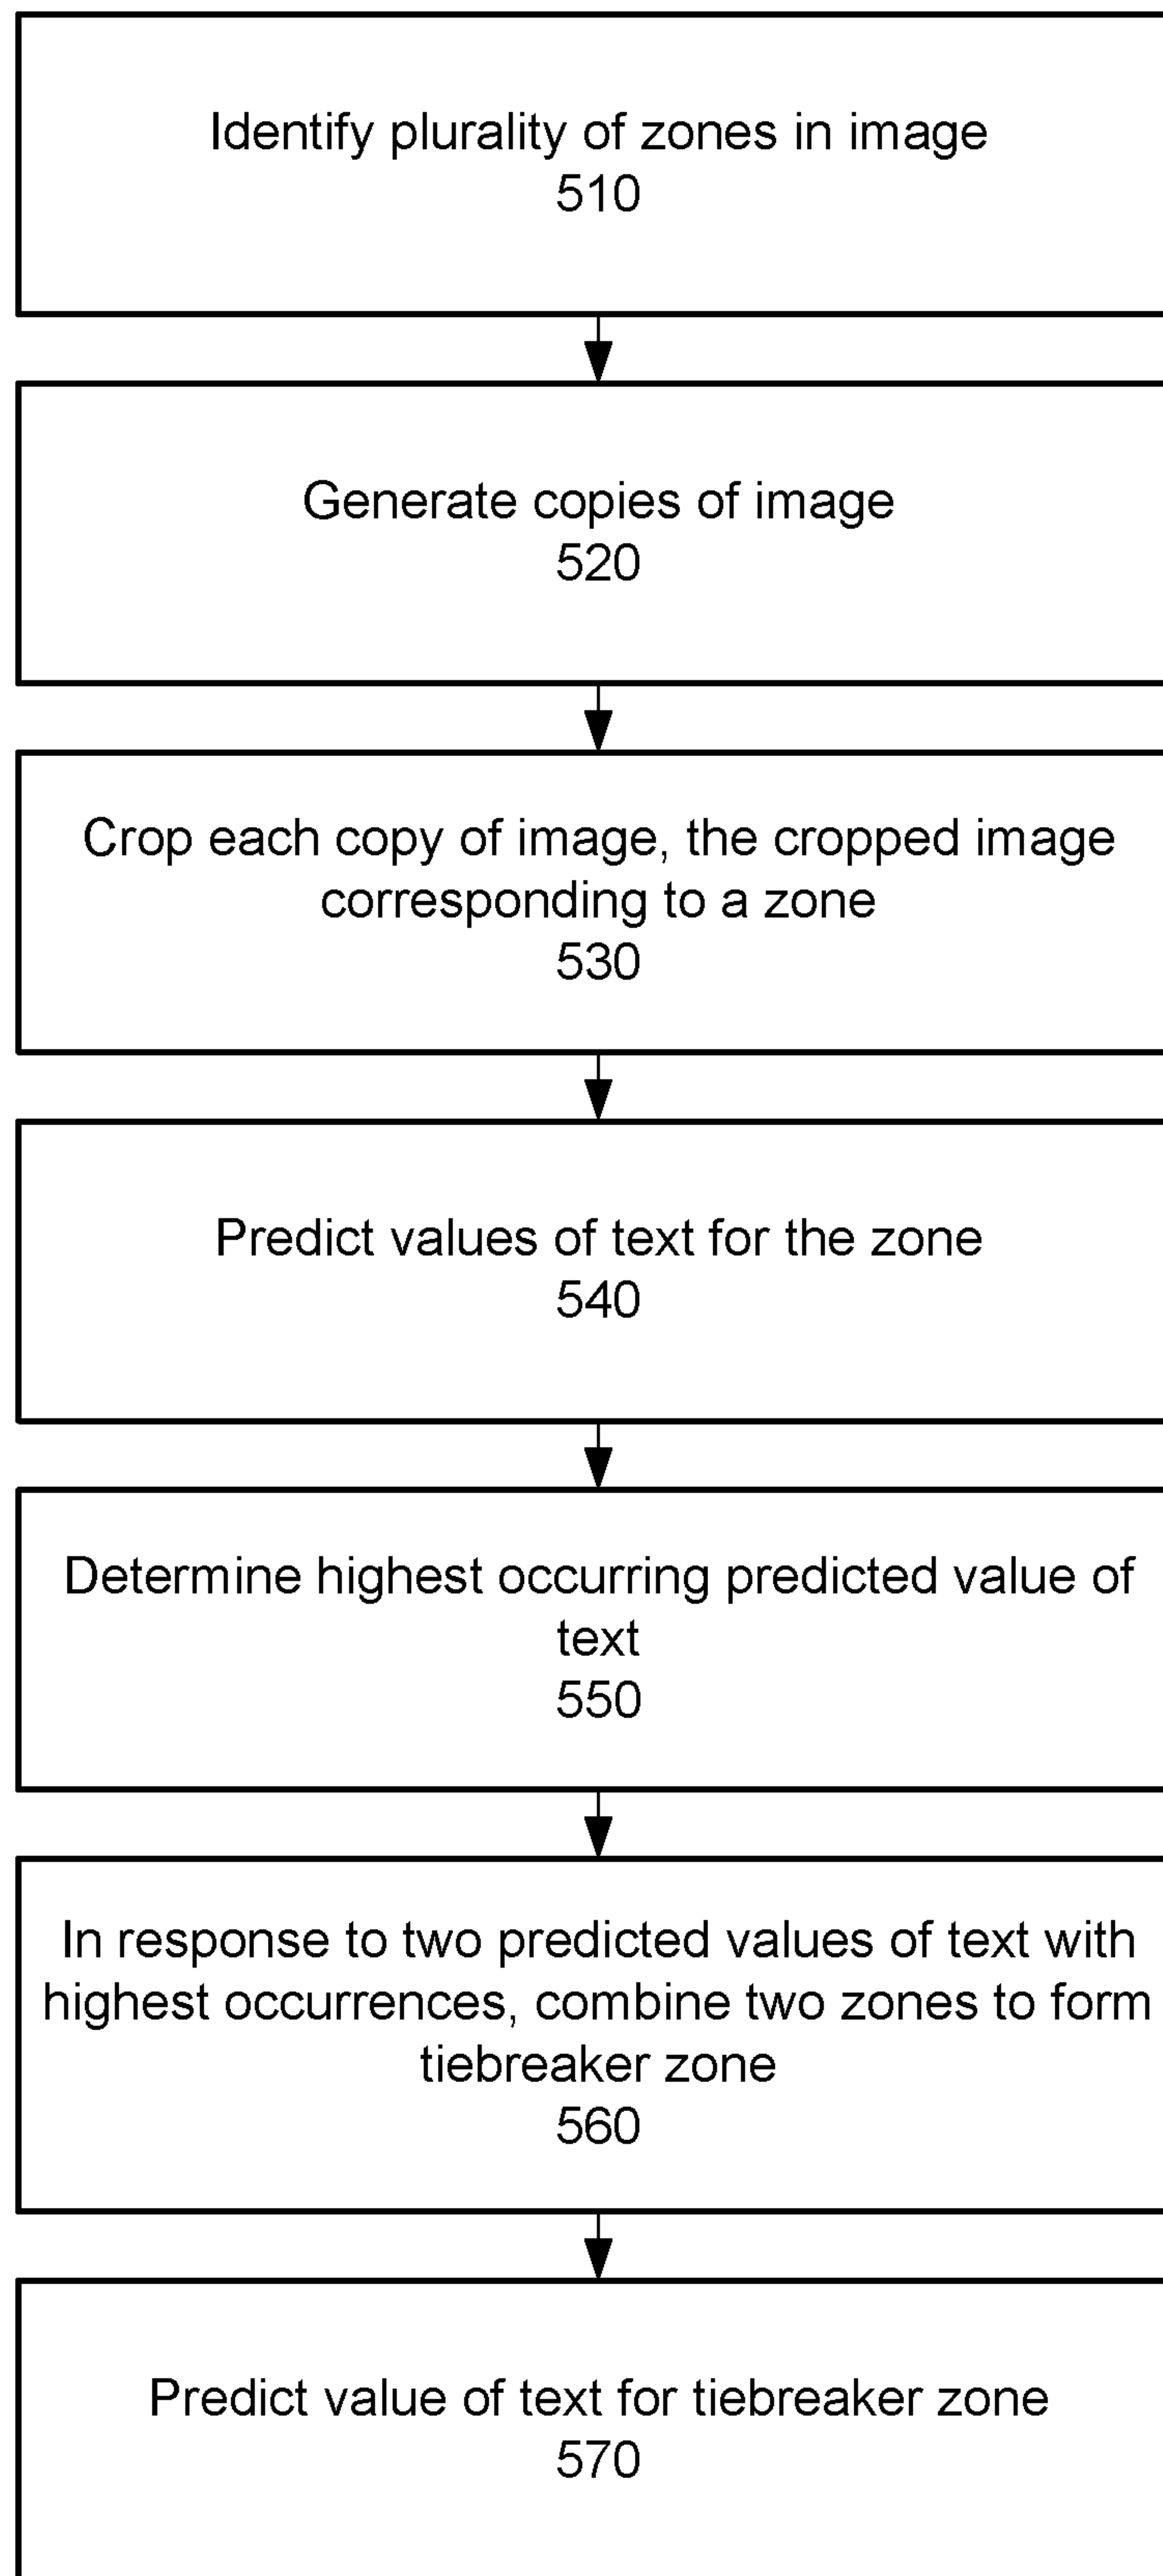 Identify plurality of zones in image
510
Generate copies of image
520
Crop each copy of image, the cropped image
corresponding to a zone
530
Predict values of text for the zone
540
Determine highest occurring predicted value of
text
550
In response to two predicted values of text with
highest occurrences, combine two zones to form
tiebreaker zone
560
Predict value of text for tiebreaker zone
570